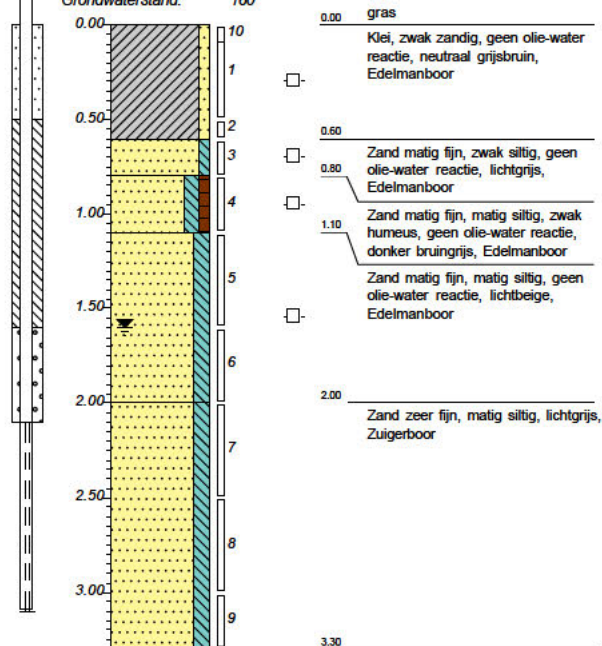 Grondwaterstand: 160
0.00
0.50
1.00
1.50
2.00
2.50
3.00
10
1
2
3
4
5
6
7
8
9
0.00
gras
Klei, zwak zandig, geen olie-water
reactie, neutraal grijsbruin,
Edelmanboor
0.60
Zand matig fijn, zwak siltig, geen
olie-water reactie, lichtgrijs,
Edelmanboor
0.80
Zand matig fijn, matig siltig, zwak
humeus, geen olie-water reactie,
donker bruingrijs, Edelmanboor
1.10
Zand matig fijn, matig siltig, geen
olie-water reactie, lichtbeige,
Edelmanboor
2.00
Zand zeer fijn, matig siltig, lichtgrijs,
Zuigerboor
3.30